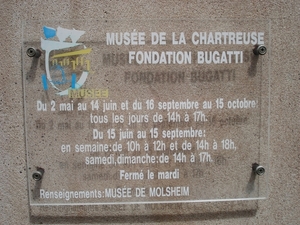 MUSÉE DE LA CHARTREUSE
FONDATION BUGATTI
MUSÉE
Du 2 mai au 14 juin et du 16 septembre au 15 octobre:
tous les jours de 14h à 17h.
Du 15 juin au 15 septembre:
en semaine:de 10h à 12h et de 14h à 18h.
samedi,dimanche:de 14h à 17h.
Fermé le mardi
Renseignements:MUSÉE DE MOLSHEIM